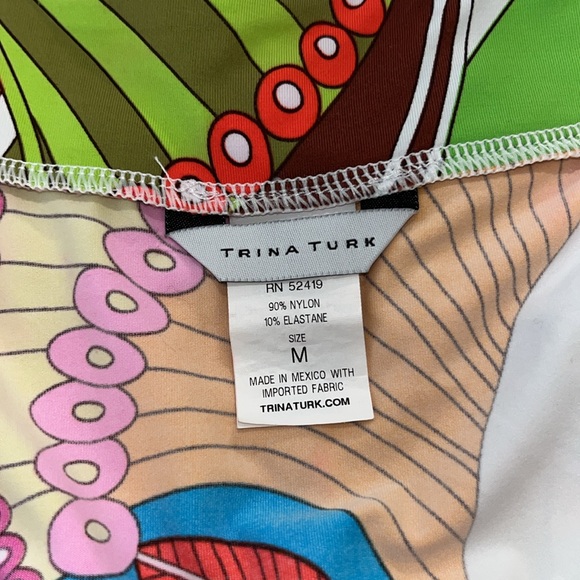 TRINA TURK
RN 52419
90% NYLON
10% ELASTANE
SIZE
M
MADE IN MEXICO WITH
IMPORTED FABRIC
TRINATURK.COM